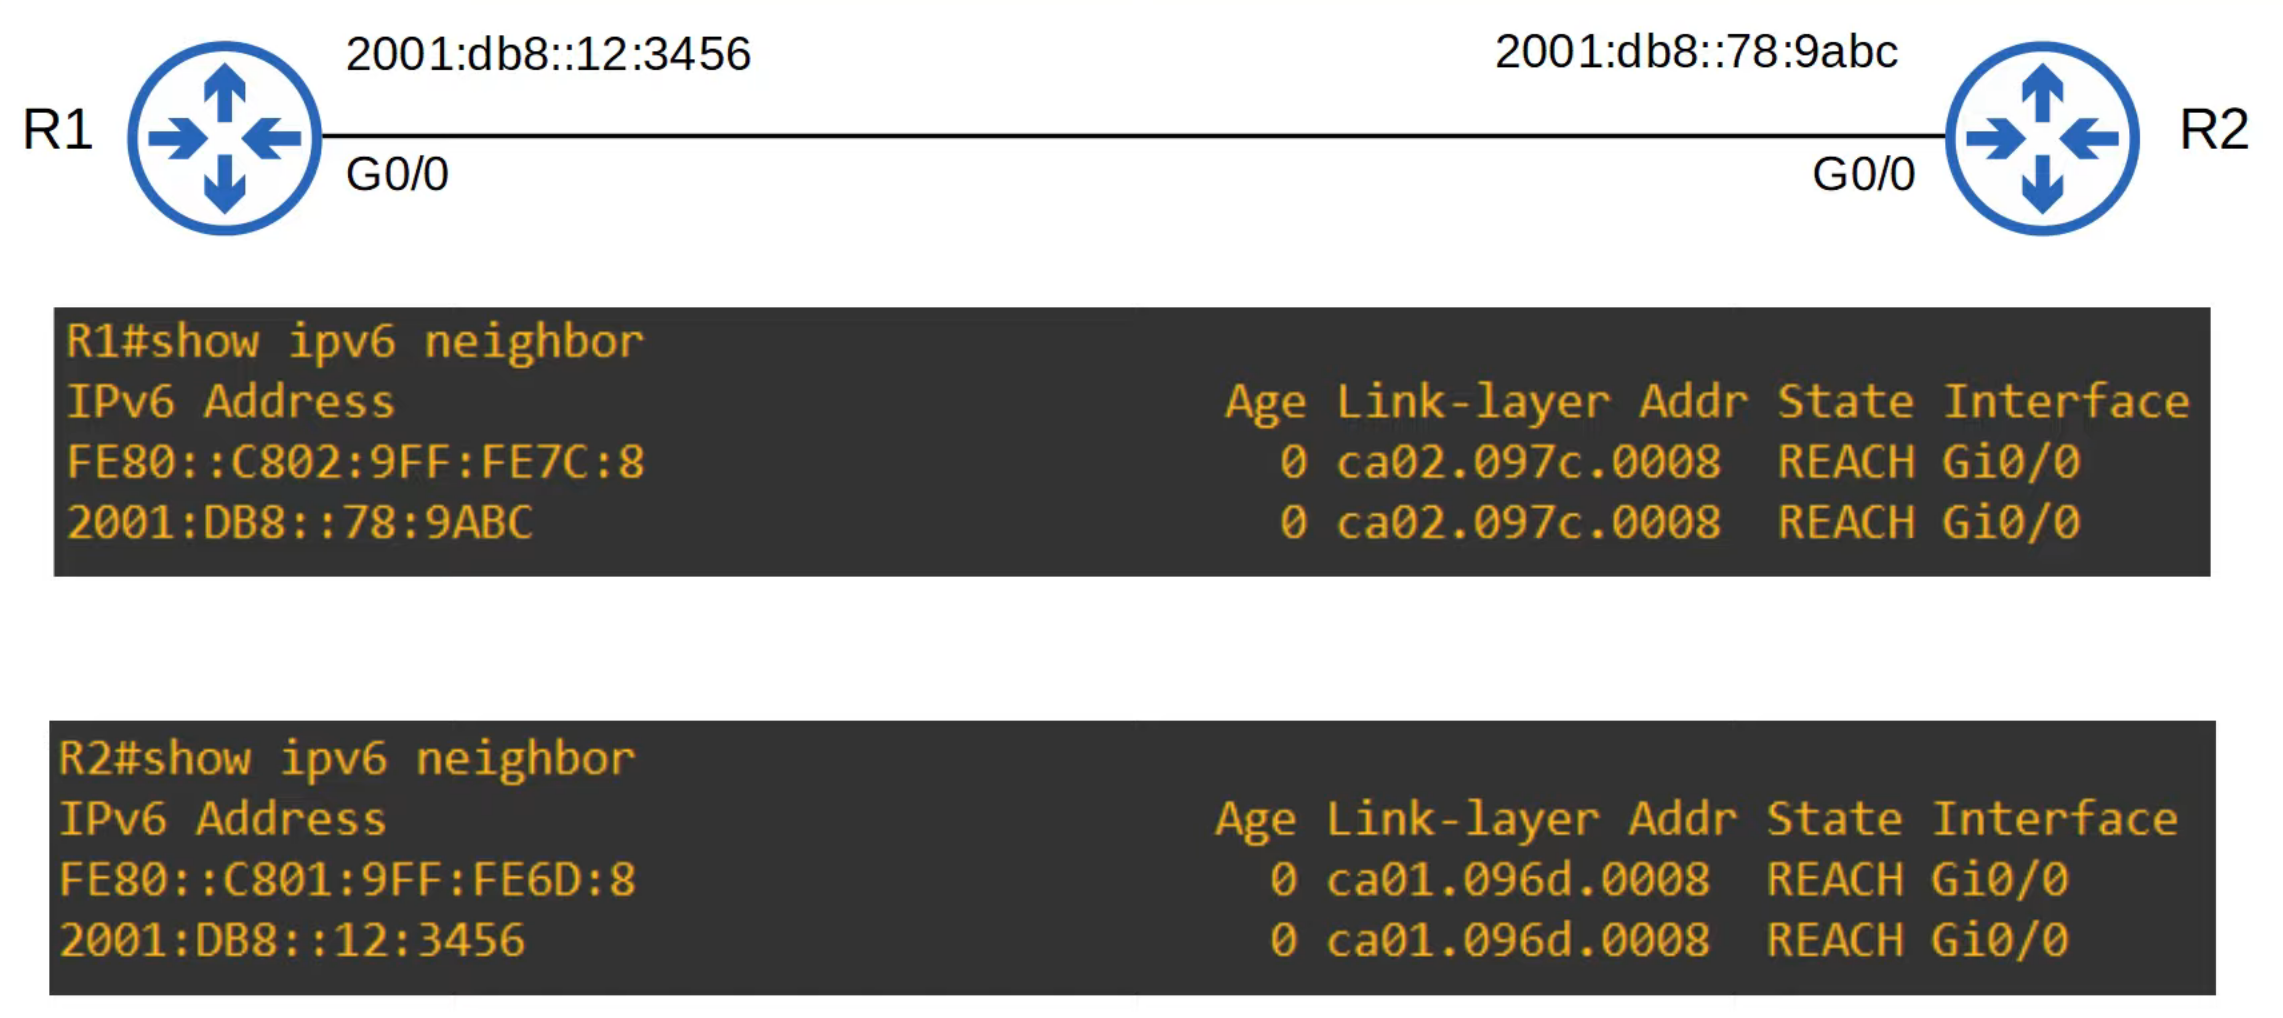 2001:db8::12:3456
2001:db8::78:9abc
R1
R2
G0/0
G0/0
R1#show ipv6 neighbor
IPv6 Address Age Link-layer Addr State Interface
FE80::C802:9FF:FE7C:8 0 ca02.097c.0008 REACH Gi0/0
2001:DB8::78:9ABC 0 ca02.097c.0008 REACH Gi0/0
R2#show ipv6 neighbor
IPv6 Address Age Link-layer Addr State Interface
FE80::C801:9FF:FE6D:8 0 ca01.096d.0008 REACH Gi0/0
2001:DB8::12:3456 0 ca01.096d.0008 REACH Gi0/0